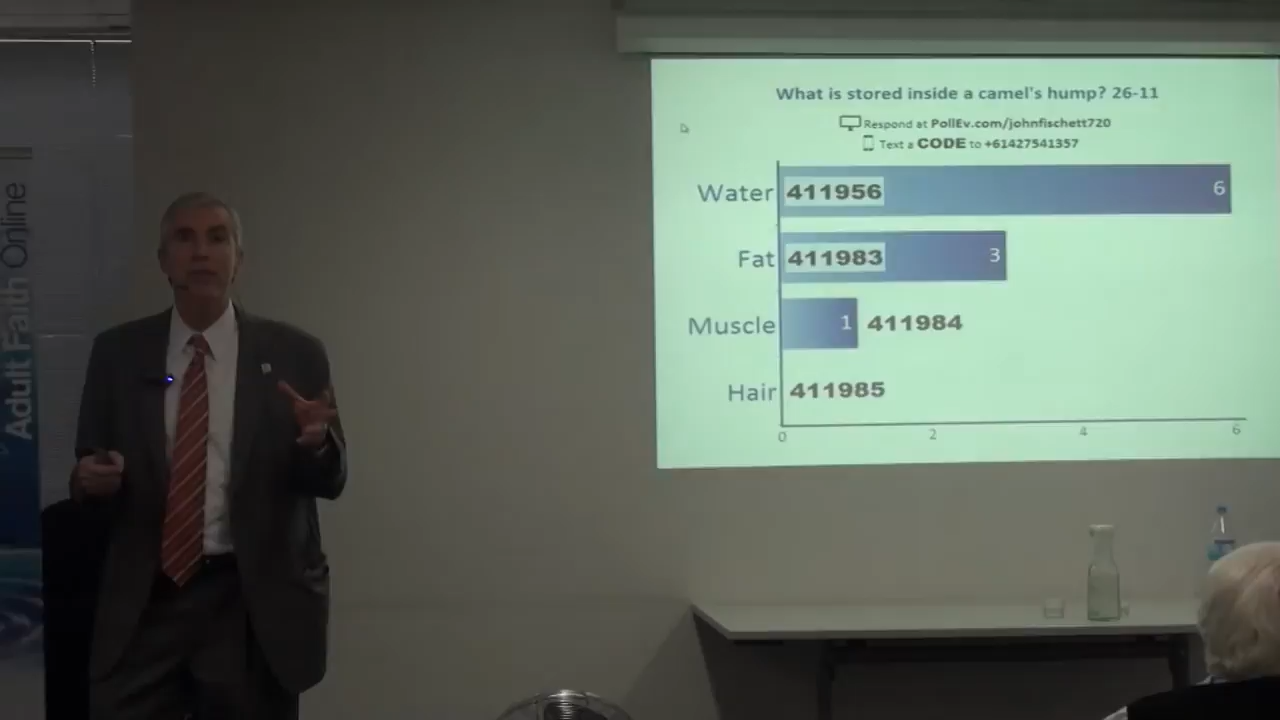 Adult Faith Online
What is stored inside a camel's hump? 26-11
Respond at PollEv.com/johnfischett720
Text a CODE to +61427541357
Water 411956 6
Fat 411983 3
Muscle 1 411984
Hair 411985
0 2 4 6